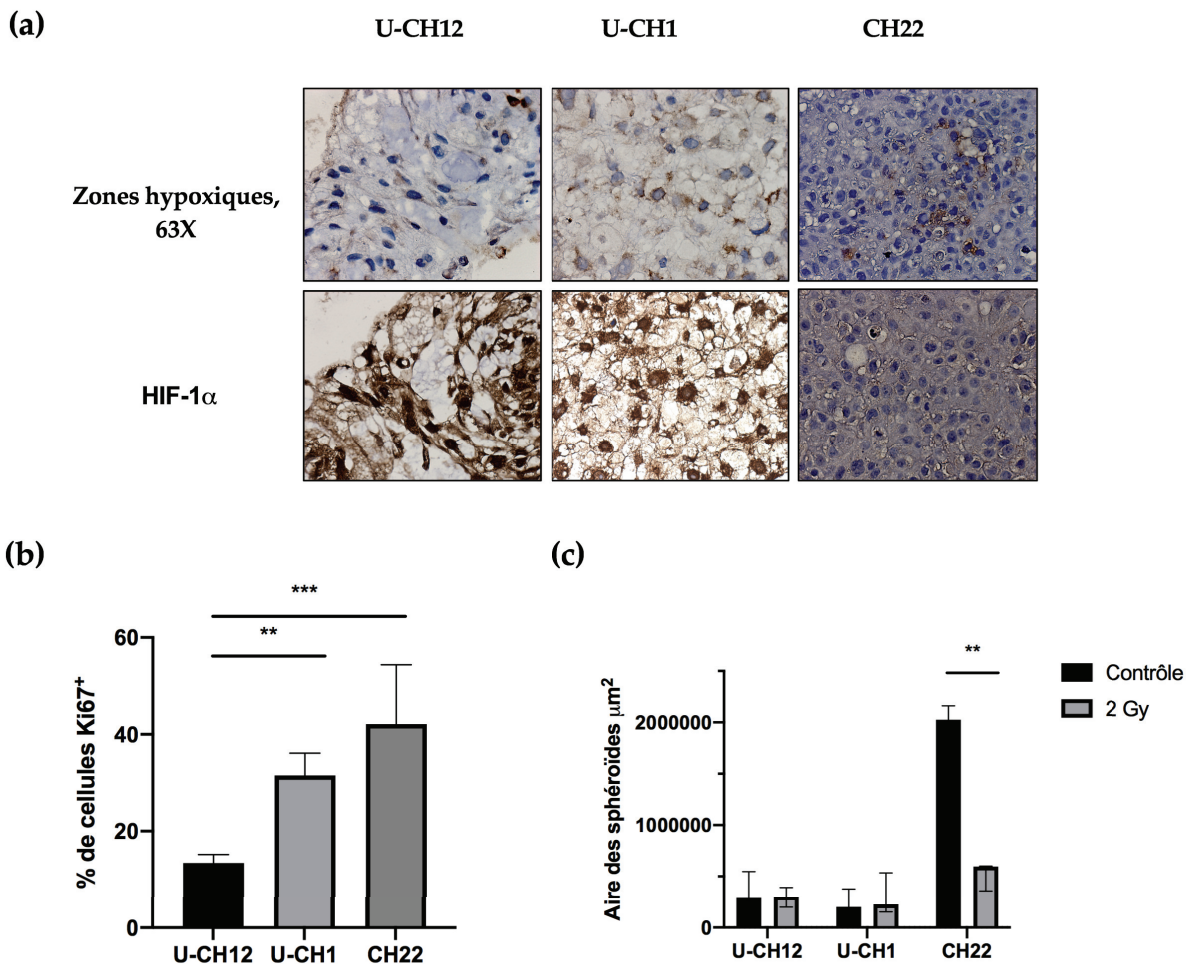 (a)
U-CH12 U-CH1 CH22
Zones hypoxiques,
63X
HIF-1α
(b)
(c)
***
**
60
40
20
0
% de cellules Ki67+
U-CH12 U-CH1 CH22
**
Contrôle
2 Gy
2000000
1000000
0
Aire des sphéroïdes µm²
U-CH12 U-CH1 CH22